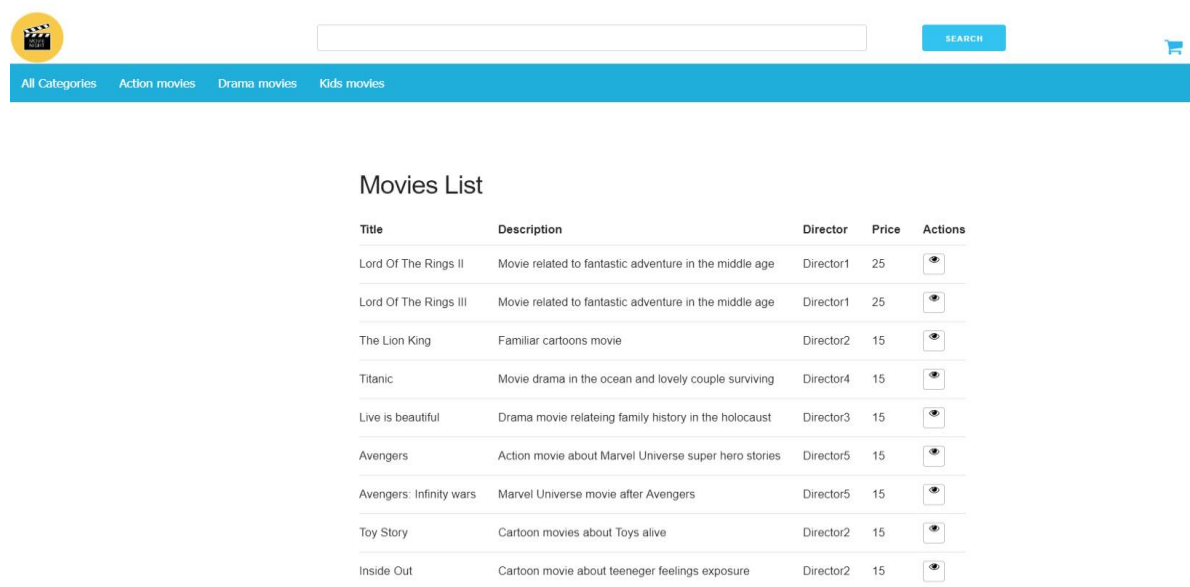 MOVIE
NIGHT
SEARCH
All Categories Action movies Drama movies Kids movies
Movies List
Title Description Director Price Actions
Lord Of The Rings II Movie related to fantastic adventure in the middle age Director1 25
Lord Of The Rings III Movie related to fantastic adventure in the middle age Director1 25
The Lion King Familiar cartoons movie Director2 15
Titanic Movie drama in the ocean and lovely couple surviving Director4 15
Live is beautiful Drama movie relateing family history in the holocaust Director3 15
Avengers Action movie about Marvel Universe super hero stories Director5 15
Avengers: Infinity wars Marvel Universe movie after Avengers Director5 15
Toy Story Cartoon movies about Toys alive Director2 15
Inside Out Cartoon movie about teeneger feelings exposure Director2 15